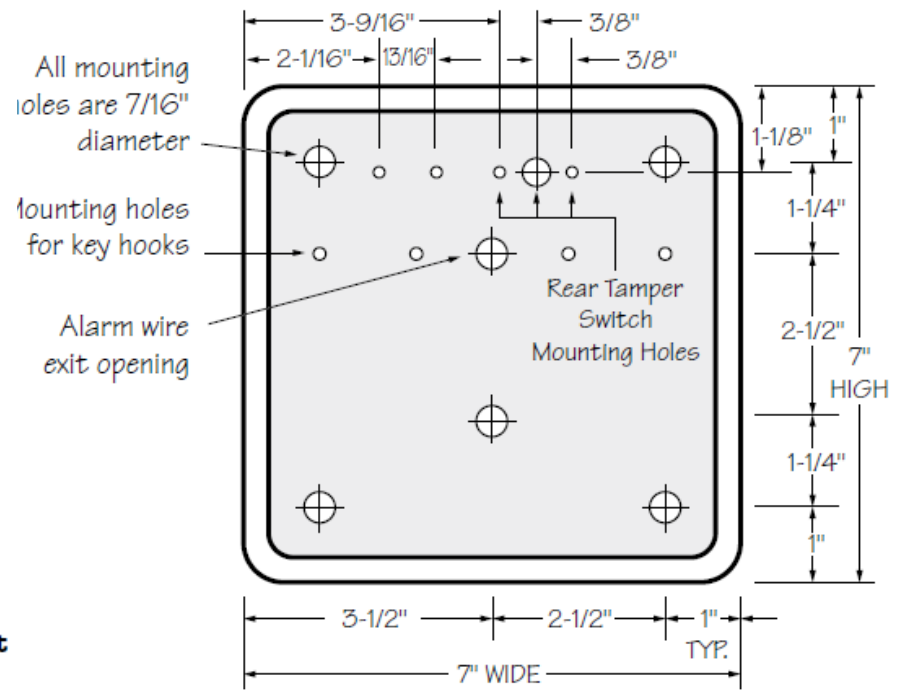 3-9/16"
3/8"
2-1/16"
13/16"
3/8"
All mounting
oles are 7/16"
diameter
1-1/8"
1"
1-1/4"
ounting holes
for key hooks
Rear Tamper
Switch
Mounting Holes
Alarm wire
exit opening
2-1/2"
7"
HIGH
1-1/4"
1"
3-1/2"
2-1/2"
1"
TYP.
7" WIDE
t